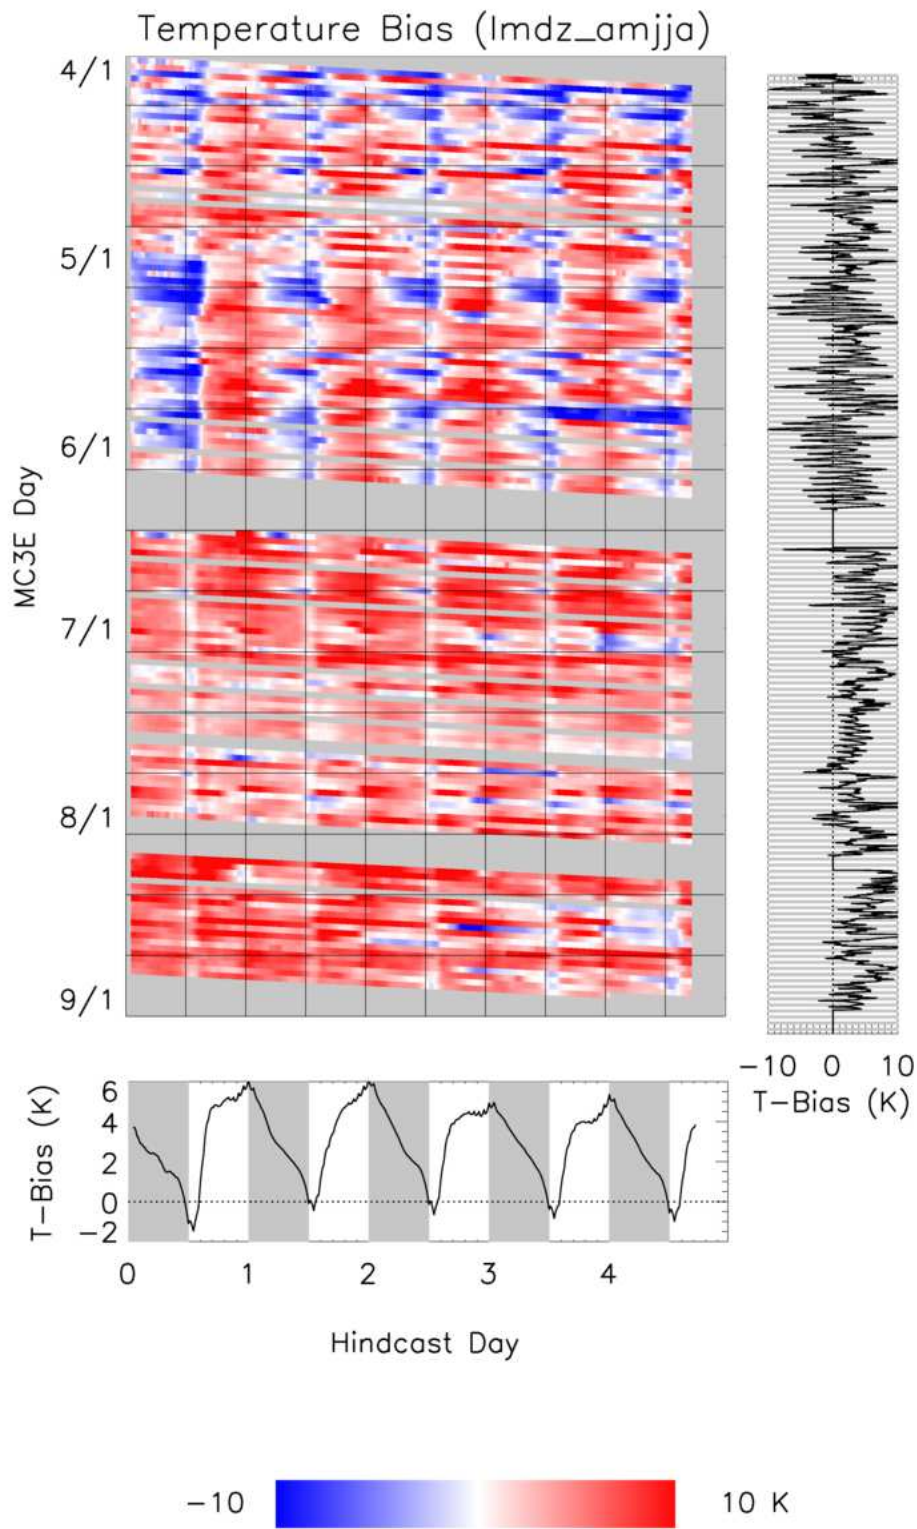 Temperature Bias (lmdz_amjja)
4/1
5/1
6/1
7/1
8/1
9/1
MC3E Day
-10 0 10
T-Bias (K)
6
4
2
0
-2
T-Bias (K)
0 1 2 3 4
Hindcast Day
-10 10 K